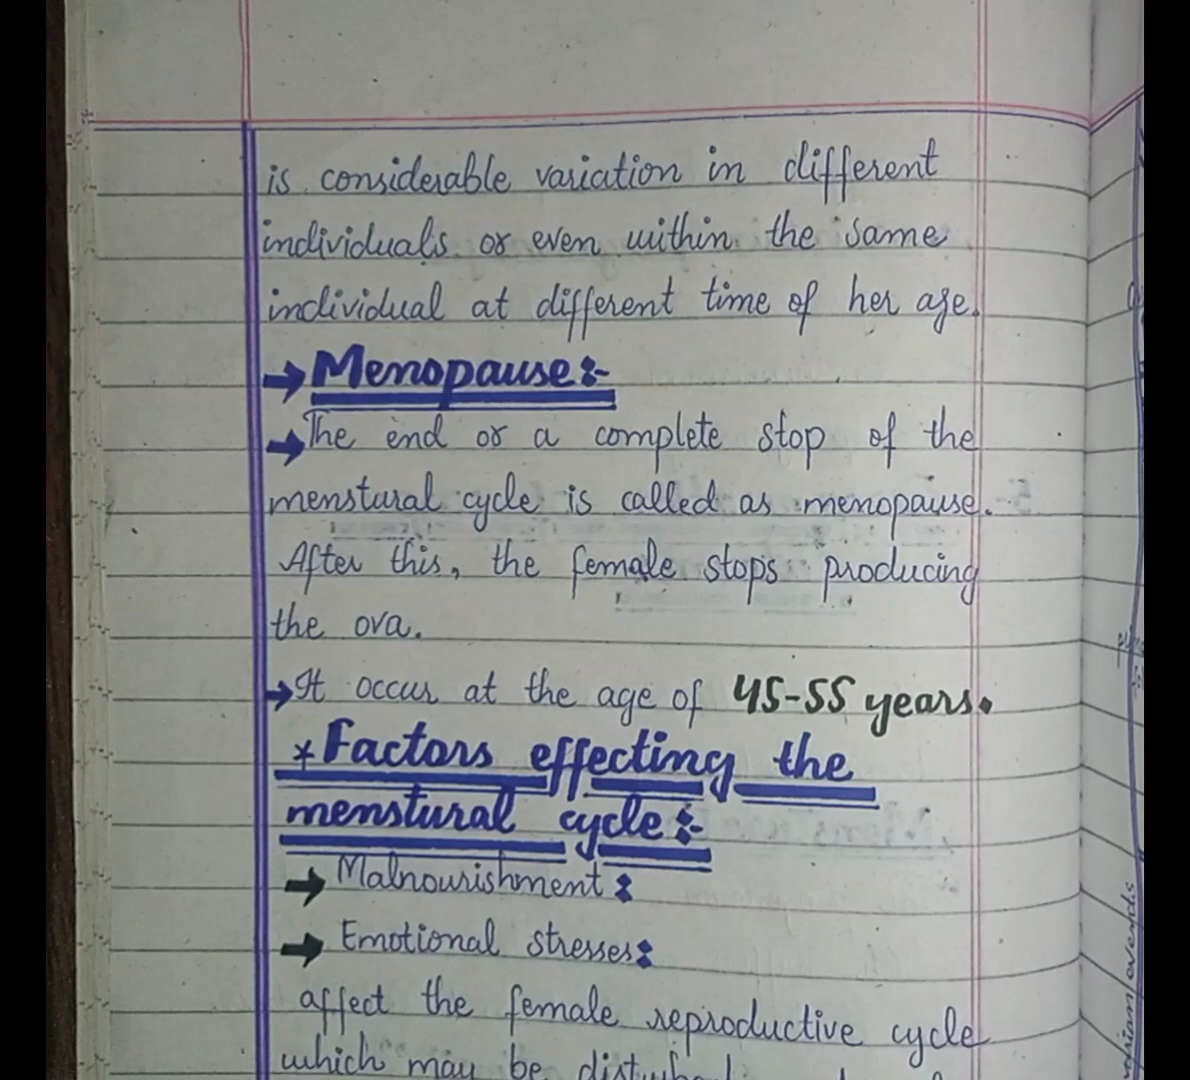 is considerable variation in different
individuals or even within the same
individual at different time of her age.
→ Menopause:-
→ The end or a complete stop of the
menstural cycle is called as menopause.
After this, the female stops producing
the ova.
→ It occur at the age of 45-55 years.
* Factors effecting the
menstural cycle:-
→ Malnourishment:
→ Emotional stresses:
affect the female reproductive cycle
which may be